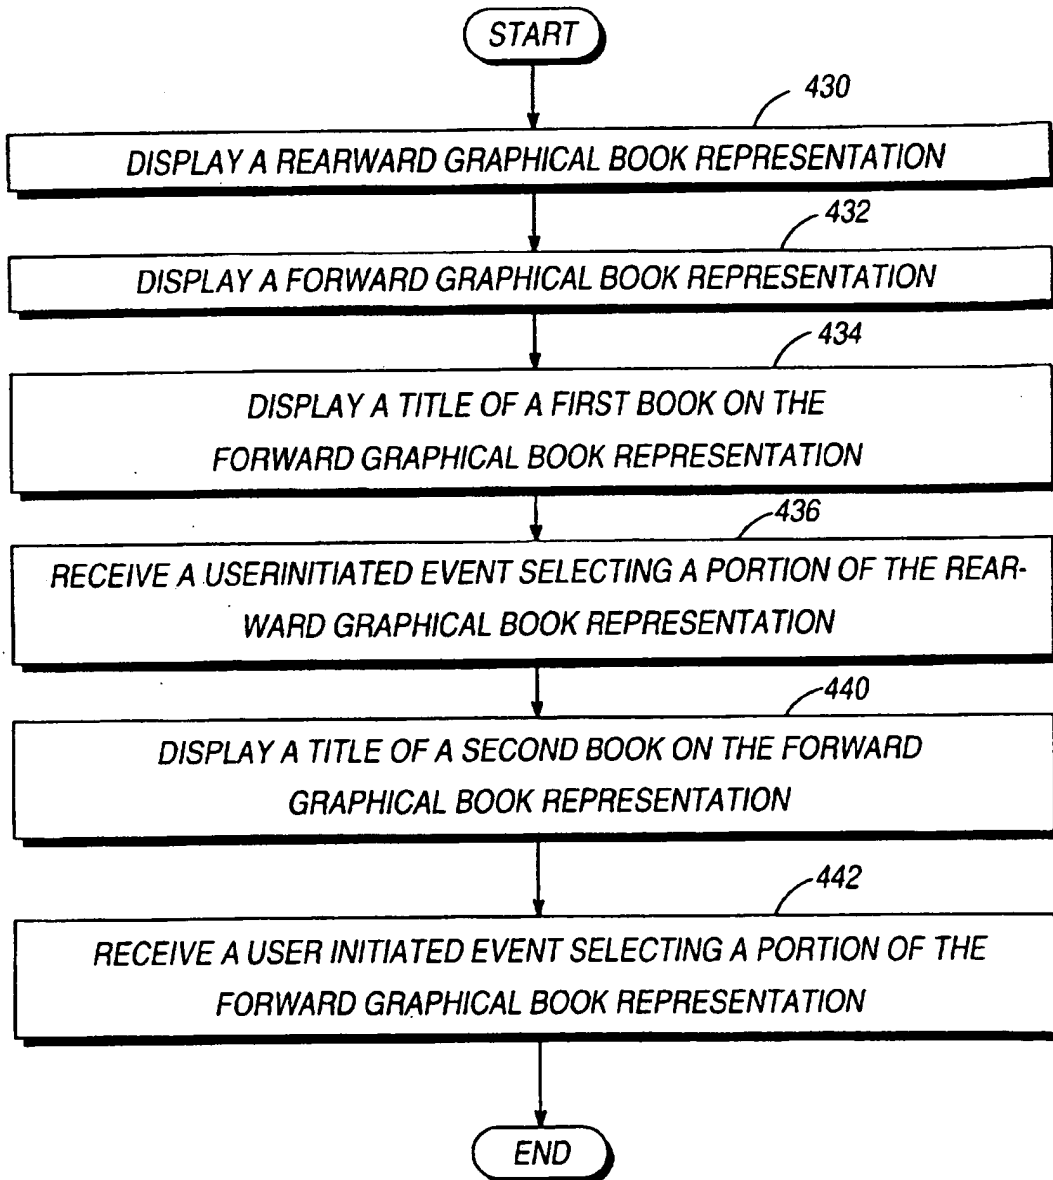 START
430
DISPLAY A REARWARD GRAPHICAL BOOK REPRESENTATION
432
DISPLAY A FORWARD GRAPHICAL BOOK REPRESENTATION
434
DISPLAY A TITLE OF A FIRST BOOK ON THE
FORWARD GRAPHICAL BOOK REPRESENTATION
436
RECEIVE A USERINITIATED EVENT SELECTING A PORTION OF THE REAR-
WARD GRAPHICAL BOOK REPRESENTATION
440
DISPLAY A TITLE OF A SECOND BOOK ON THE FORWARD
GRAPHICAL BOOK REPRESENTATION
442
RECEIVE A USER INITIATED EVENT SELECTING A PORTION OF THE
FORWARD GRAPHICAL BOOK REPRESENTATION
END